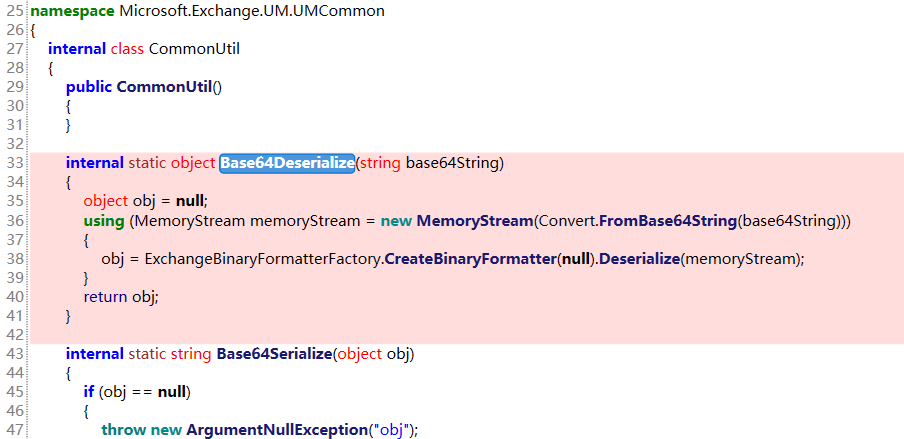 25 namespace Microsoft.Exchange.UM.UMCommon
26 {
27 internal class CommonUtil
28 {
29 public CommonUtil()
30 {
31 }
32
33 internal static object Base64Deserialize(string base64String)
34 {
35 object obj = null;
36 using (MemoryStream memoryStream = new MemoryStream(Convert.FromBase64String(base64String)))
37 {
38 obj = ExchangeBinaryFormatterFactory.CreateBinaryFormatter(null).Deserialize(memoryStream);
39 }
40 return obj;
41 }
42
43 internal static string Base64Serialize(object obj)
44 {
45 if (obj == null)
46 {
47 throw new ArgumentNullException("obj");